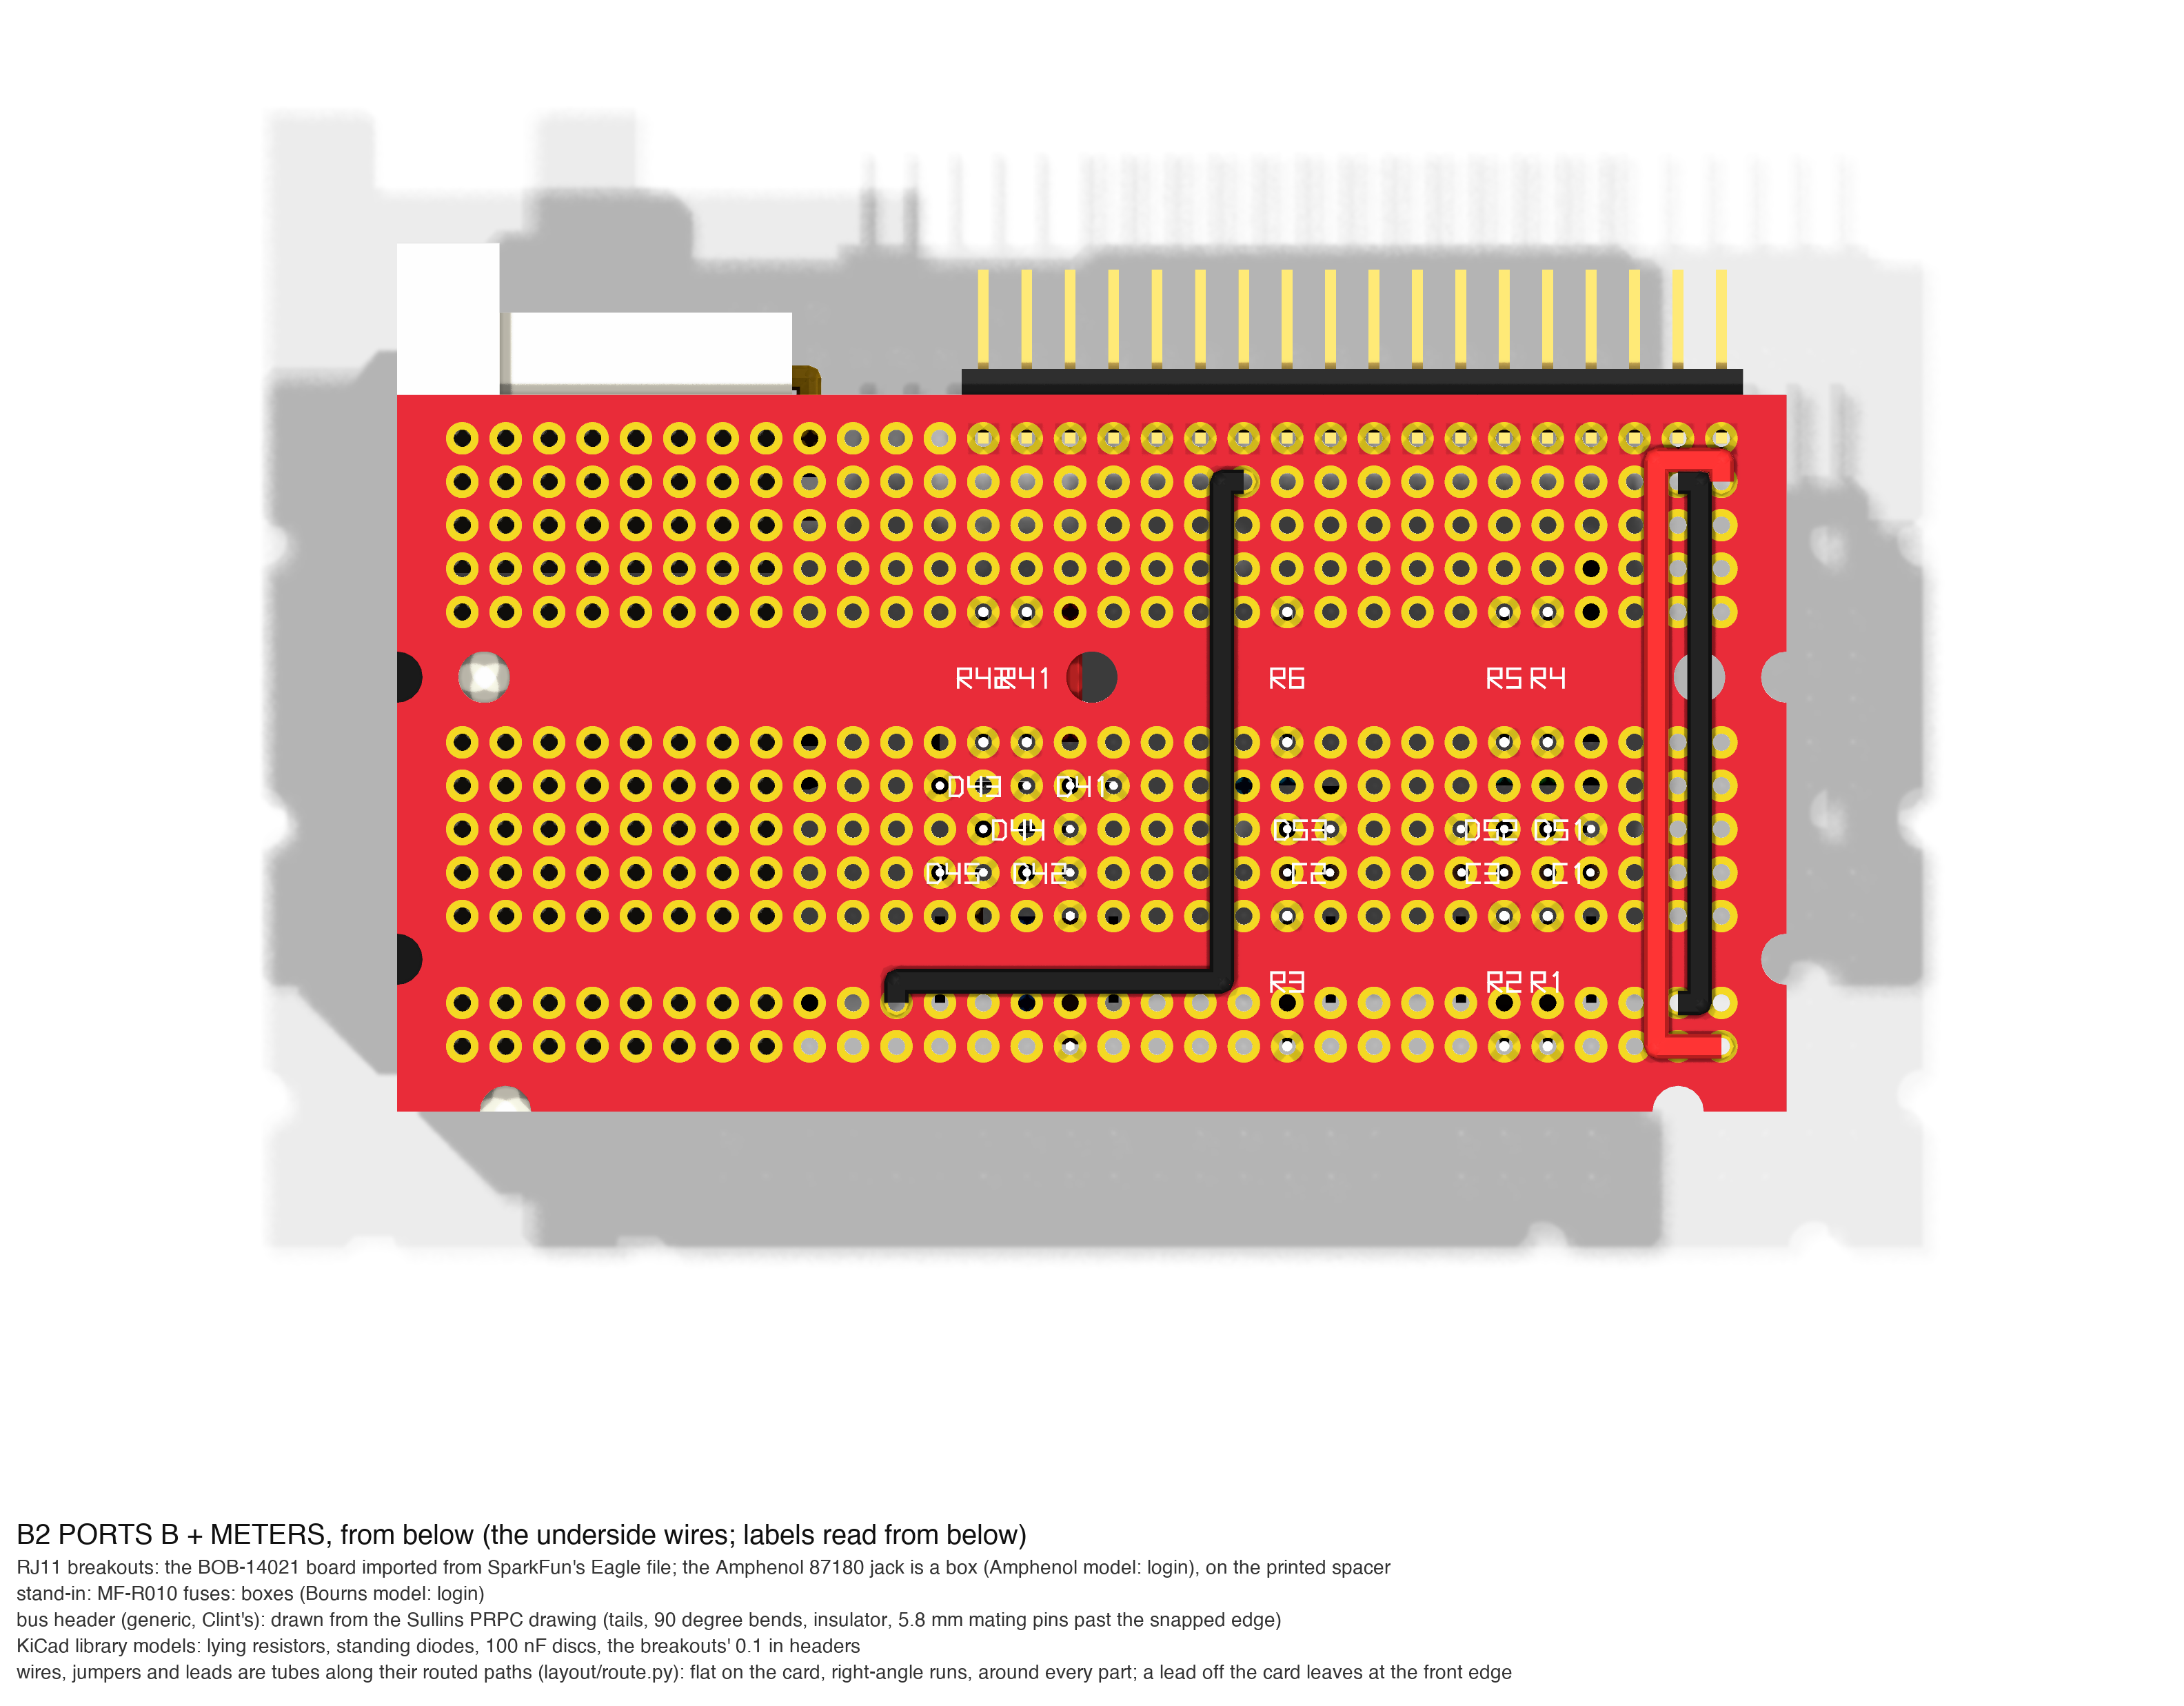 R42 R41 R6 R5 R4
D43 D41
D44 DS3 DS2 DS1
D45 D42 C2 C3 C1
R3 R2 R1
B2 PORTS B + METERS, from below (the underside wires; labels read from below)
RJ11 breakouts: the BOB-14021 board imported from SparkFun's Eagle file; the Amphenol 87180 jack is a box (Amphenol model: login), on the printed spacer
stand-in: MF-R010 fuses: boxes (Bourns model: login)
bus header (generic, Clint's): drawn from the Sullins PRPC drawing (tails, 90 degree bends, insulator, 5.8 mm mating pins past the snapped edge)
KiCad library models: lying resistors, standing diodes, 100 nF discs, the breakouts' 0.1 in headers
wires, jumpers and leads are tubes along their routed paths (layout/route.py): flat on the card, right-angle runs, around every part; a lead off the card leaves at the front edge